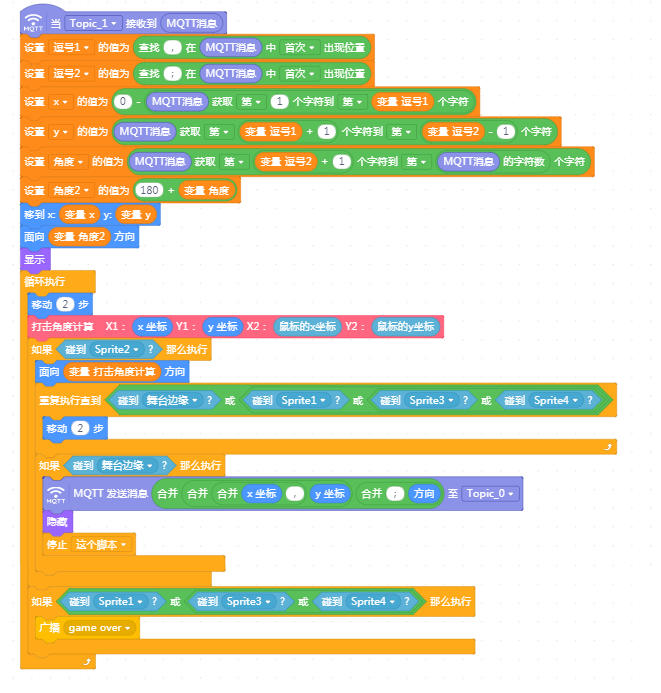 MQTT 当 Topic_1 接收到 MQTT消息
设置 逗号1 的值为 查找 , 在 MQTT消息 中 首次 出现位置
设置 逗号2 的值为 查找 ; 在 MQTT消息 中 首次 出现位置
设置 x 的值为 0 - MQTT消息 获取 第 1 个字符到 第 变量 逗号1 个字符
设置 y 的值为 MQTT消息 获取 第 变量 逗号1 + 1 个字符到 第 变量 逗号2 - 1 个字符
设置 角度 的值为 MQTT消息 获取 第 变量 逗号2 + 1 个字符到 第 MQTT消息 的字符数 个字符
设置 角度2 的值为 180 + 变量 角度
移到 x: 变量 x y: 变量 y
面向 变量 角度2 方向
显示
循环执行
移动 2 步
打击角度计算 X1： x 坐标 Y1： y 坐标 X2： 鼠标的x坐标 Y2： 鼠标的y坐标
如果 碰到 Sprite2 ? 那么执行
面向 变量 打击角度计算 方向
重复执行直到 碰到 舞台边缘 ? 或 碰到 Sprite1 ? 或 碰到 Sprite3 ? 或 碰到 Sprite4 ?
移动 2 步
如果 碰到 舞台边缘 ? 那么执行
MQTT MQTT 发送消息 合并 合并 合并 x 坐标 , y 坐标 合并 ; 方向 至 Topic_0
隐藏
停止 这个脚本
如果 碰到 Sprite1 ? 或 碰到 Sprite3 ? 或 碰到 Sprite4 ? 那么执行
广播 game over